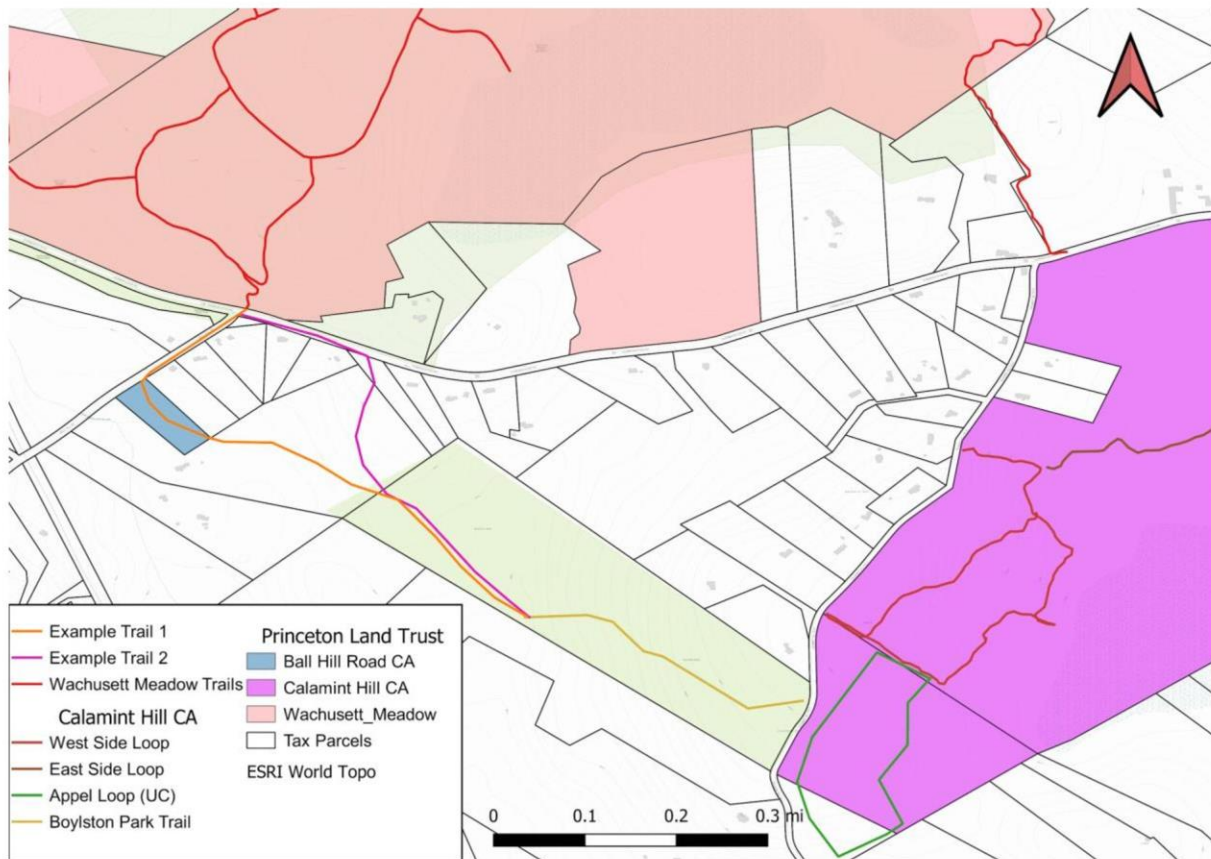 Example Trail 1
Example Trail 2
Wachusett Meadow Trails
Calamint Hill CA
West Side Loop
East Side Loop
Appel Loop (UC)
Boylston Park Trail
Princeton Land Trust
Ball Hill Road CA
Calamint Hill CA
Wachusett_Meadow
Tax Parcels
ESRI World Topo
0 0.1 0.2 0.3 mi